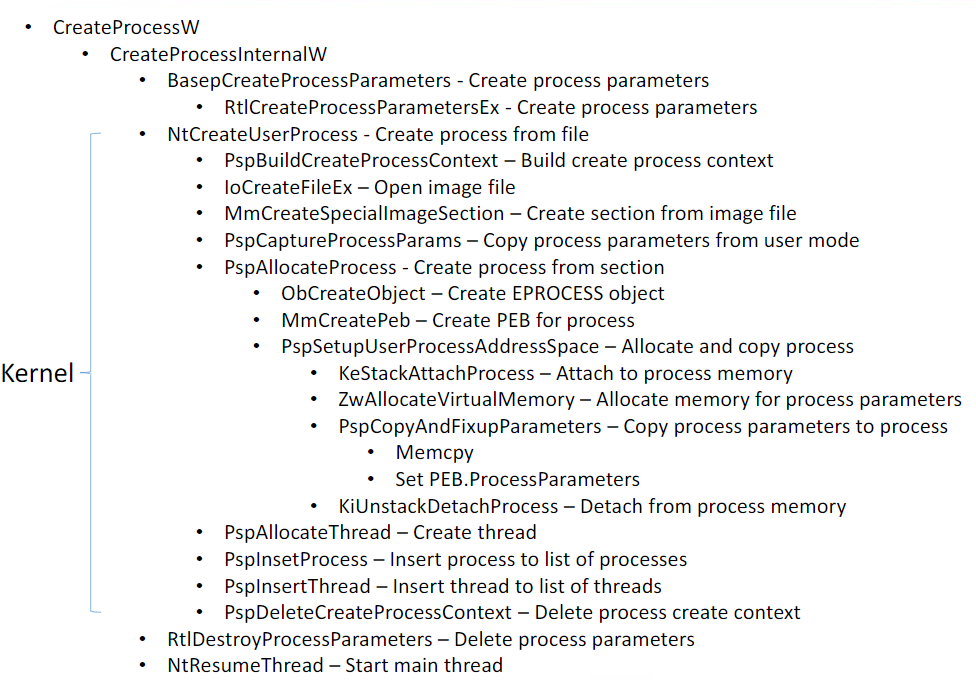 • CreateProcessW
• CreateProcessInternalW
• BasepCreateProcessParameters - Create process parameters
• RtlCreateProcessParametersEx - Create process parameters
• NtCreateUserProcess - Create process from file
• PspBuildCreateProcessContext – Build create process context
• IoCreateFileEx – Open image file
• MmCreateSpecialImageSection – Create section from image file
• PspCaptureProcessParams – Copy process parameters from user mode
• PspAllocateProcess - Create process from section
• ObCreateObject – Create EPROCESS object
• MmCreatePeb – Create PEB for process
• PspSetupUserProcessAddressSpace – Allocate and copy process
Kernel
• KeStackAttachProcess – Attach to process memory
• ZwAllocateVirtualMemory – Allocate memory for process parameters
• PspCopyAndFixupParameters – Copy process parameters to process
• Memcpy
• Set PEB.ProcessParameters
• KiUnstackDetachProcess – Detach from process memory
• PspAllocateThread – Create thread
• PspInsetProcess – Insert process to list of processes
• PspInsertThread – Insert thread to list of threads
• PspDeleteCreateProcessContext – Delete process create context
• RtlDestroyProcessParameters – Delete process parameters
• NtResumeThread – Start main thread